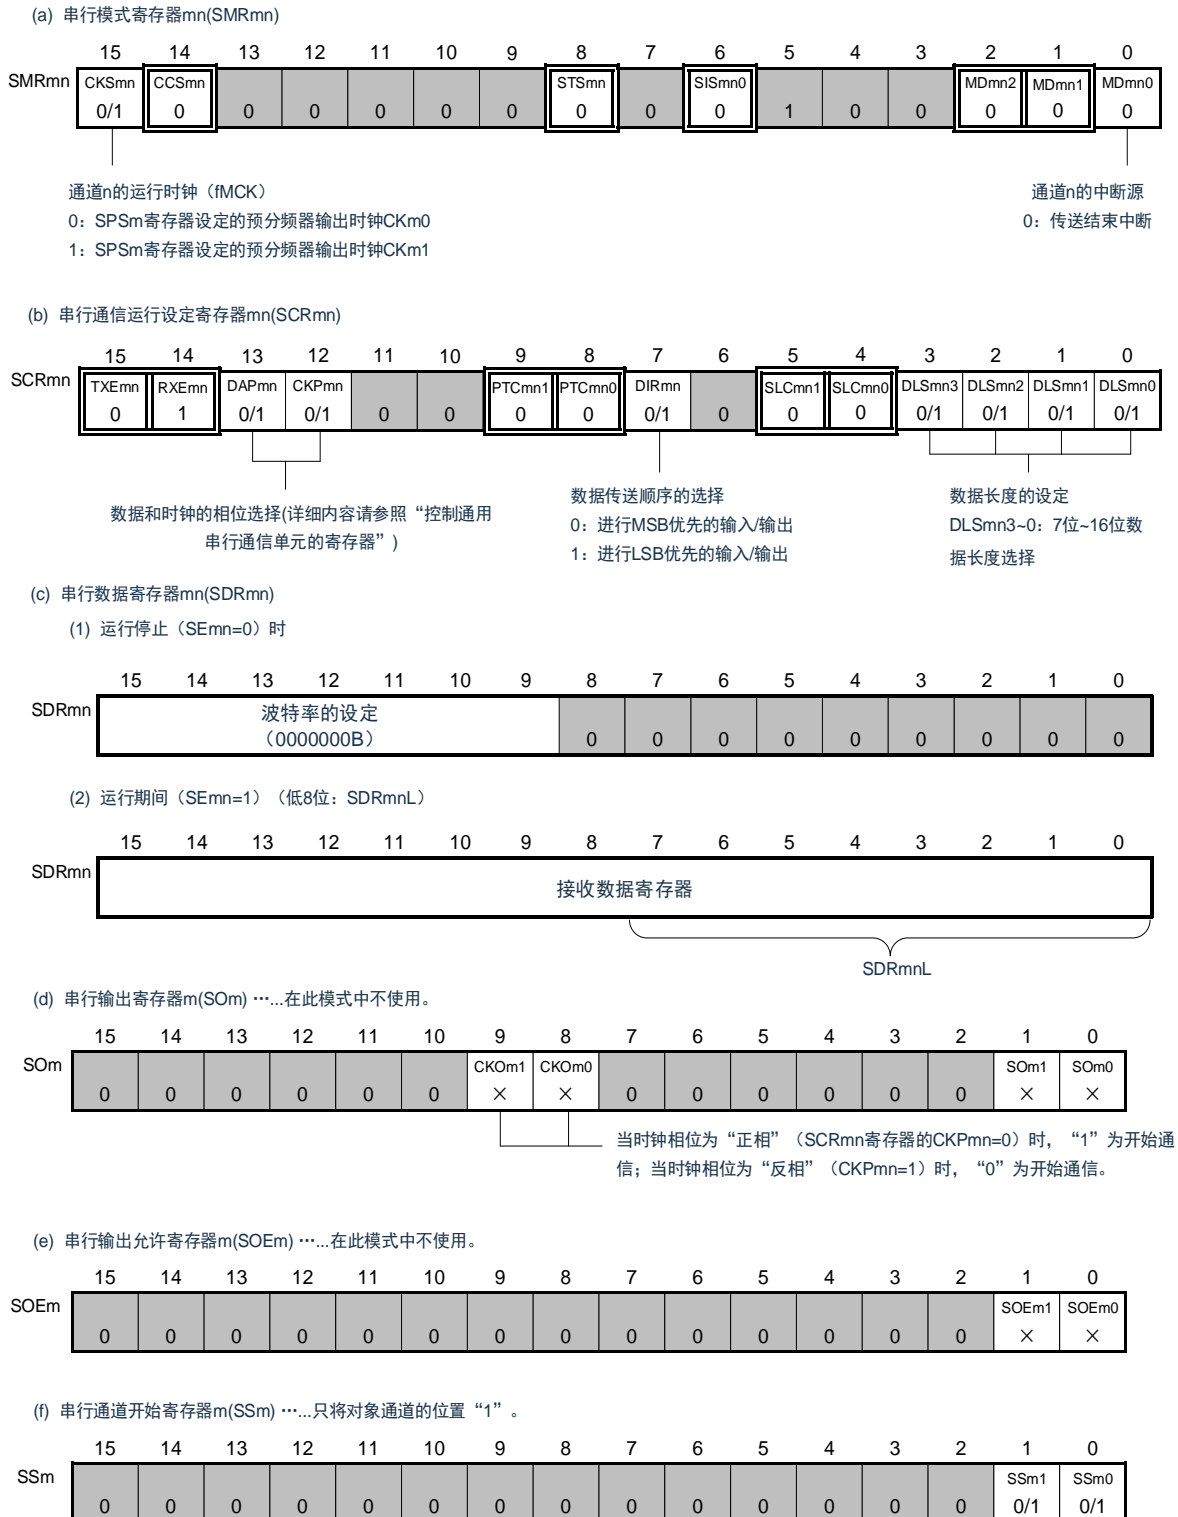 (a) 串行模式寄存器mn(SMRmn)
15 14 13 12 11 10 9 8 7 6 5 4 3 2 1 0
SMRmn CKSmn CCSmn STSmn SISmn0 MDmn2 MDmn1 MDmn0
0/1 0 0 0 0 0 0 0 0 0 1 0 0 0 0 0
通道n的运行时钟（fMCK）
0：SPSm寄存器设定的预分频器输出时钟CKm0
1：SPSm寄存器设定的预分频器输出时钟CKm1
通道n的中断源
0：传送结束中断
(b) 串行通信运行设定寄存器mn(SCRmn)
15 14 13 12 11 10 9 8 7 6 5 4 3 2 1 0
SCRmn TXEmn RXEmn DAPmn CKPmn PTCmn1 PTCmn0 DIRmn SLCmn1 SLCmn0 DLSmn3 DLSmn2 DLSmn1 DLSmn0
0 1 0/1 0/1 0 0 0 0 0/1 0 0 0 0/1 0/1 0/1 0/1
数据和时钟的相位选择(详细内容请参照“控制通用
串行通信单元的寄存器”)
数据传送顺序的选择
0：进行MSB优先的输入/输出
1：进行LSB优先的输入/输出
数据长度的设定
DLSmn3~0：7位~16位数
据长度选择
(c) 串行数据寄存器mn(SDRmn)
(1) 运行停止（SEmn=0）时
15 14 13 12 11 10 9 8 7 6 5 4 3 2 1 0
SDRmn 波特率的设定
（0000000B） 0 0 0 0 0 0 0 0 0
(2) 运行期间（SEmn=1）（低8位：SDRmnL）
15 14 13 12 11 10 9 8 7 6 5 4 3 2 1 0
SDRmn 接收数据寄存器
SDRmnL
(d) 串行输出寄存器m(SOm) ……在此模式中不使用。
15 14 13 12 11 10 9 8 7 6 5 4 3 2 1 0
SOm CKOm1 CKOm0 SOm1 SOm0
0 0 0 0 0 0 × × 0 0 0 0 0 0 × ×
当时钟相位为“正相”（SCRmn寄存器的CKPmn=0）时，“1”为开始通
信；当时钟相位为“反相”（CKPmn=1）时，“0”为开始通信。
(e) 串行输出允许寄存器m(SOEm) ……在此模式中不使用。
15 14 13 12 11 10 9 8 7 6 5 4 3 2 1 0
SOEm SOEm1 SOEm0
0 0 0 0 0 0 0 0 0 0 0 0 0 0 × ×
(f) 串行通道开始寄存器m(SSm) ……只将对象通道的位置“1”。
15 14 13 12 11 10 9 8 7 6 5 4 3 2 1 0
SSm SSm1 SSm0
0 0 0 0 0 0 0 0 0 0 0 0 0 0 0/1 0/1